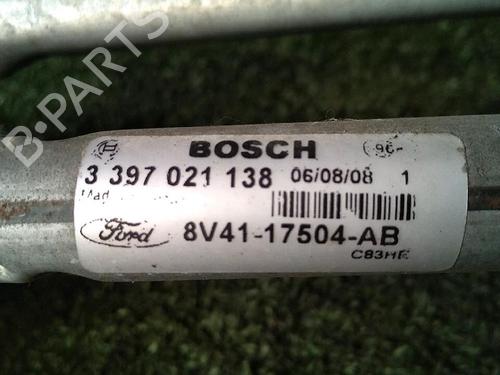 B-PARTS
BOSCH
3 397 021 138 06/08/08 1
Ford 8V41-17504-AB
C83HE